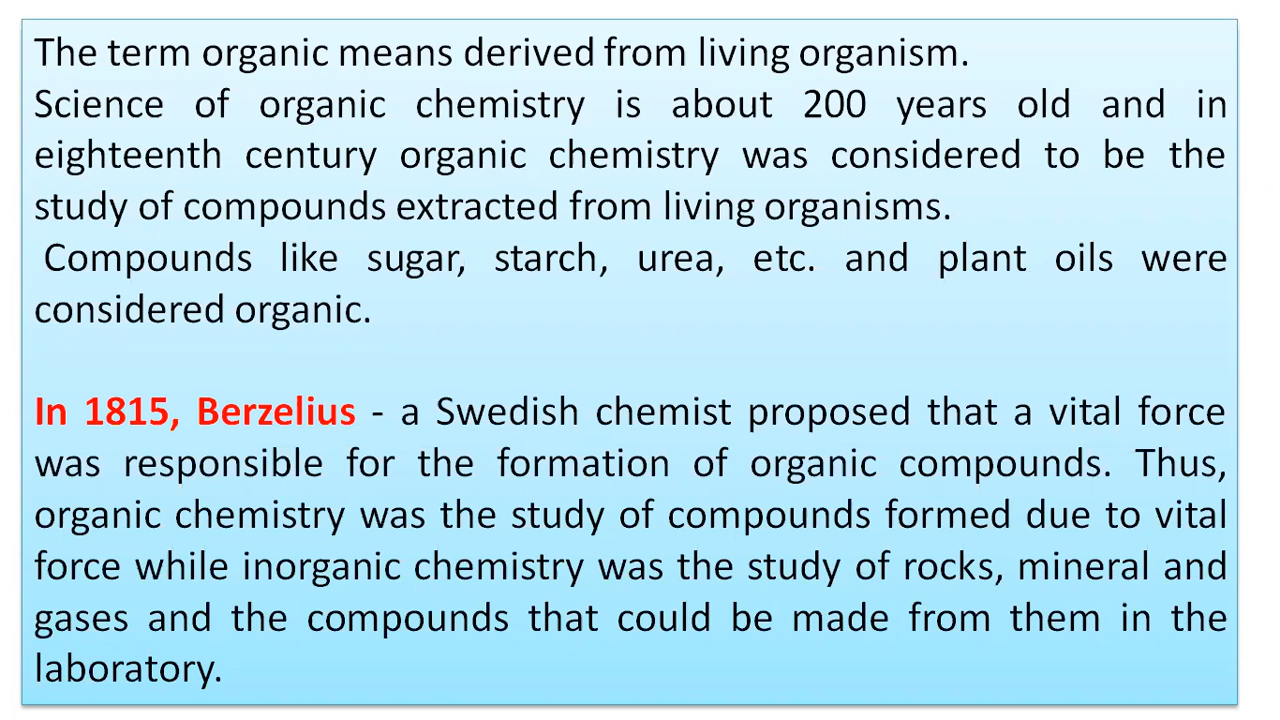 The term organic means derived from living organism.
Science of organic chemistry is about 200 years old and in
eighteenth century organic chemistry was considered to be the
study of compounds extracted from living organisms.
Compounds like sugar, starch, urea, etc. and plant oils were
considered organic.
In 1815, Berzelius - a Swedish chemist proposed that a vital force
was responsible for the formation of organic compounds. Thus,
organic chemistry was the study of compounds formed due to vital
force while inorganic chemistry was the study of rocks, mineral and
gases and the compounds that could be made from them in the
laboratory.